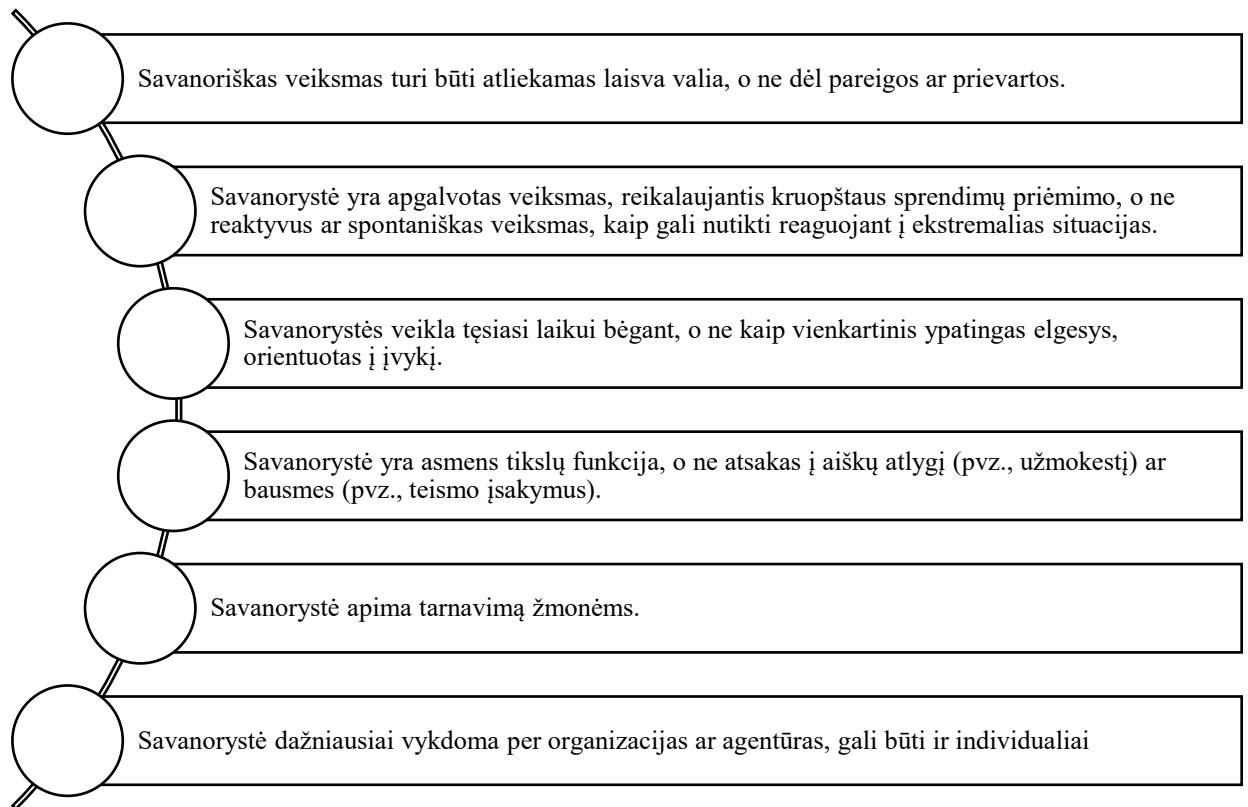 Savanoriškas veiksmas turi būti atliekamas laisva valia, o ne dėl pareigos ar prievartos.
Savanorystė yra apgalvotas veiksmas, reikalaujantis kruopštaus sprendimų priėmimo, o ne
reaktyvus ar spontaniškas veiksmas, kaip gali nutikti reaguojant į ekstremalias situacijas.
Savanorystės veikla tęsiasi laikui bėgant, o ne kaip vienkartinis ypatingas elgesys,
orientuotas į įvykį.
Savanorystė yra asmens tikslų funkcija, o ne atsakas į aiškų atlygį (pvz., užmokestį) ar
bausmes (pvz., teismo įsakymus).
Savanorystė apima tarnavimą žmonėms.
Savanorystė dažniausiai vykdoma per organizacijas ar agentūras, gali būti ir individualiai